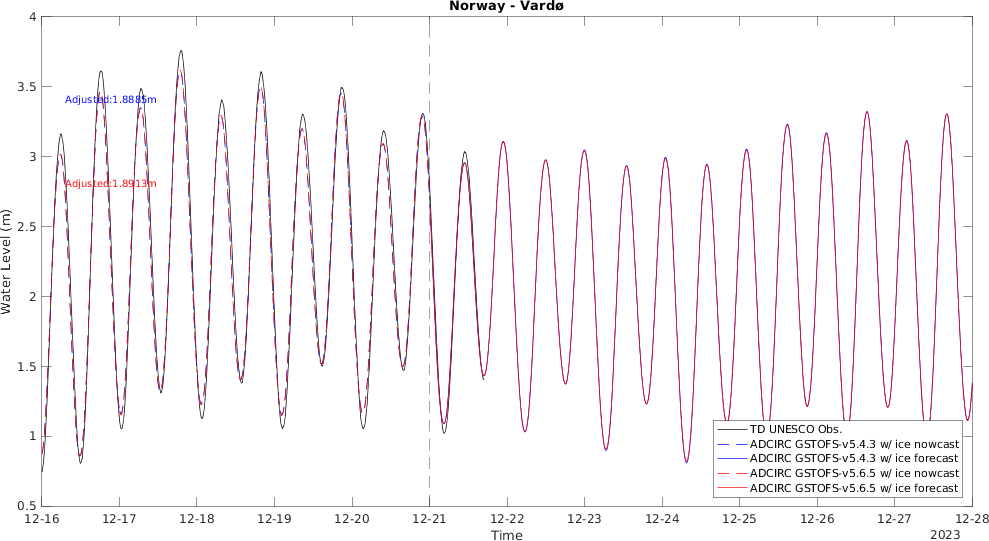 Norway - Vardø
4
3.5
3
2.5
2
1.5
1
0.5
Water Level (m)
Adjusted:1.8885m
Adjusted:1.8913m
TD UNESCO Obs.
ADCIRC GSTOFS-v5.4.3 w/ ice nowcast
ADCIRC GSTOFS-v5.4.3 w/ ice forecast
ADCIRC GSTOFS-v5.6.5 w/ ice nowcast
ADCIRC GSTOFS-v5.6.5 w/ ice forecast
12-16 12-17 12-18 12-19 12-20 12-21 12-22 12-23 12-24 12-25 12-26 12-27 12-28
Time
2023